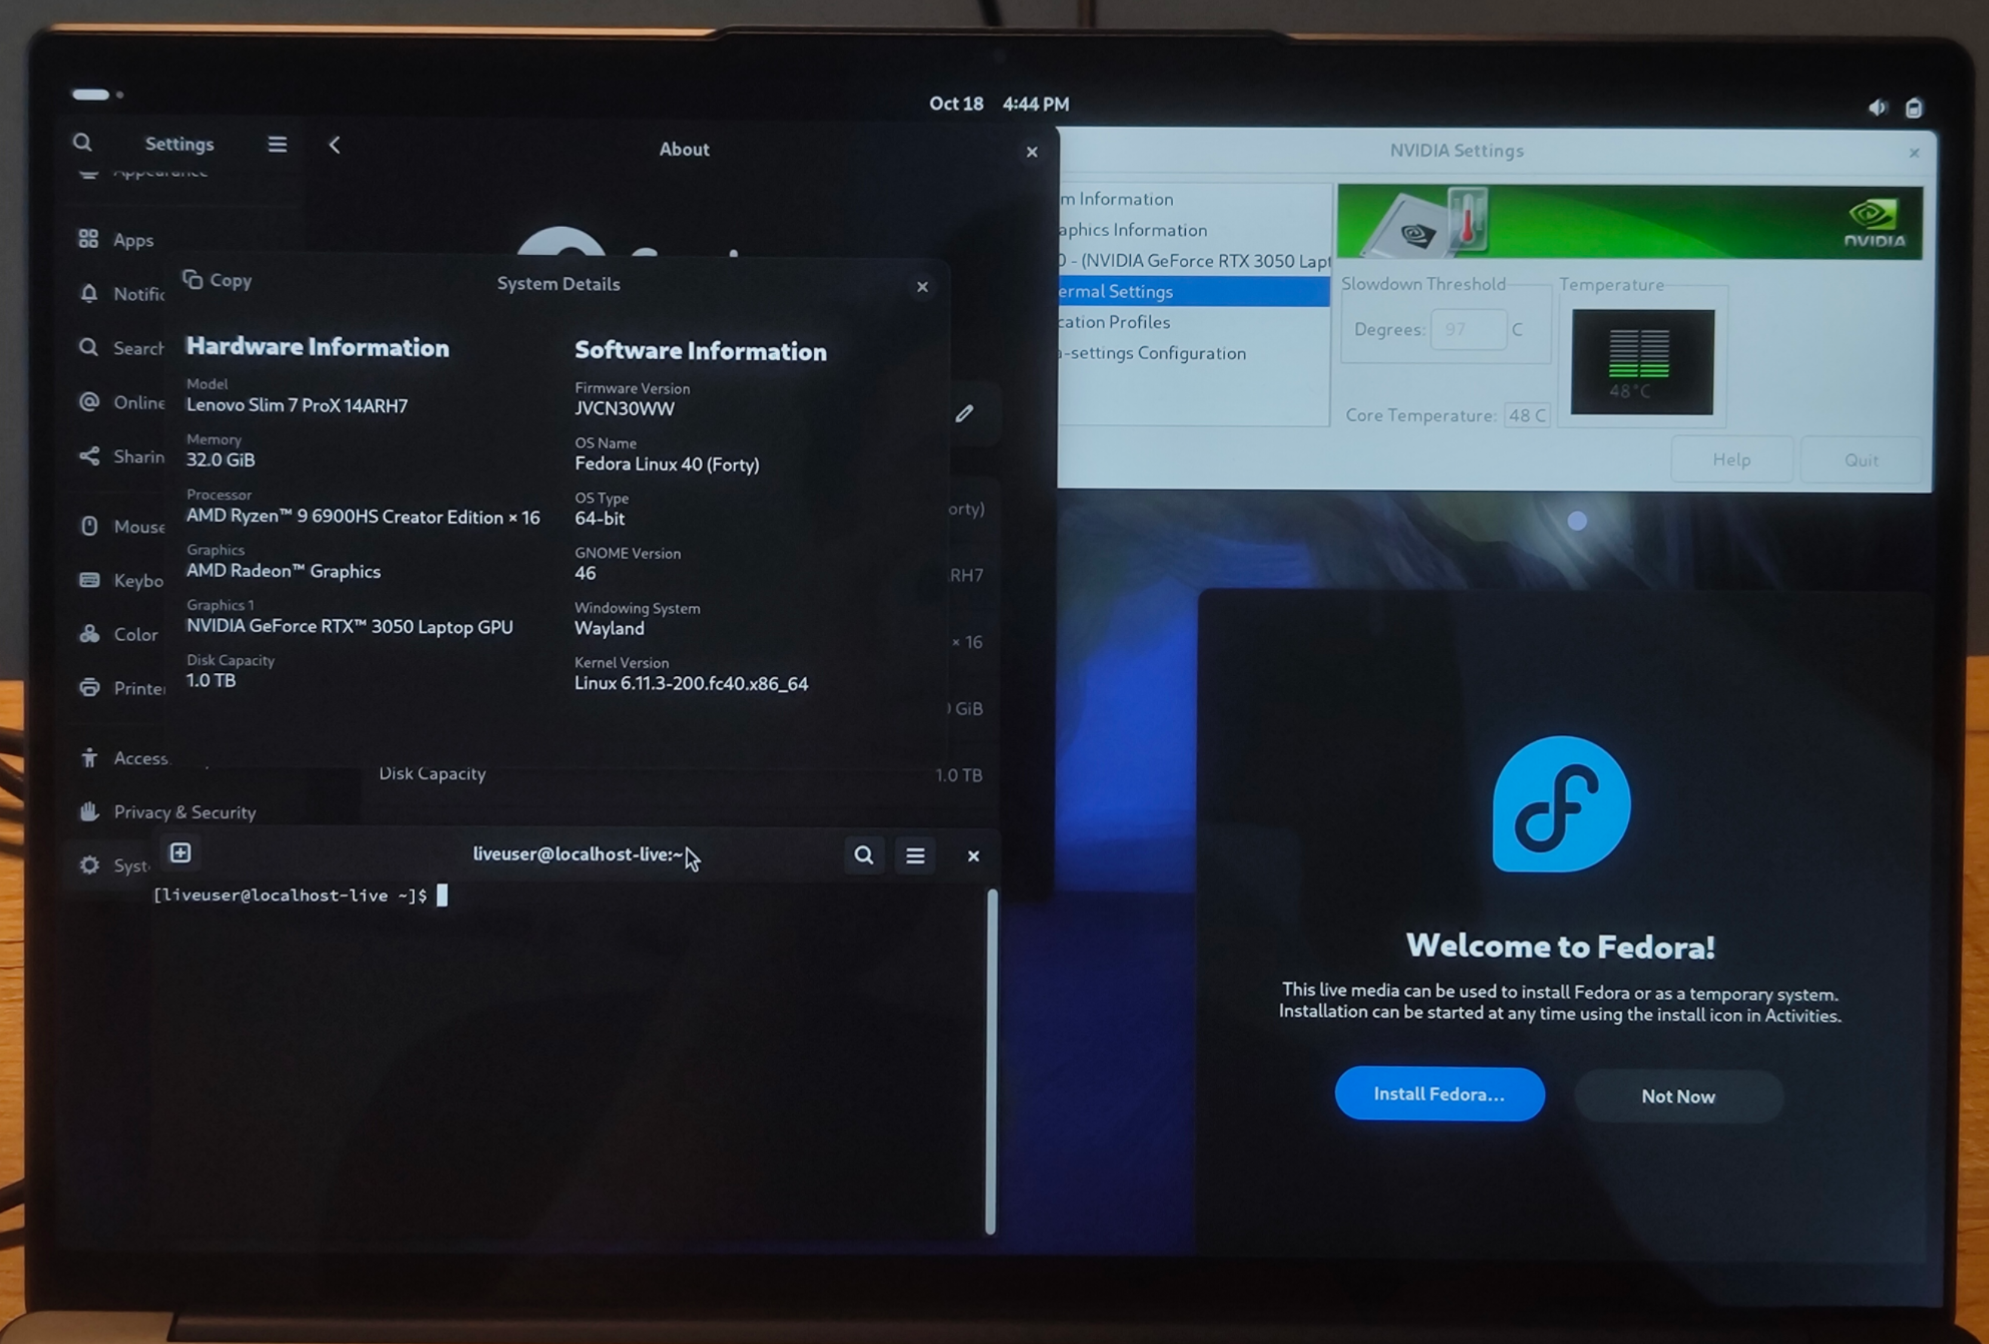 Oct 18 4:44 PM
Settings
About
Appearance
Apps
Notific
Search
Online
Sharin
Mouse
Keybo
Color
Printe
Access
Privacy & Security
Syst
Copy
System Details
Hardware Information
Model
Lenovo Slim 7 ProX 14ARH7
Memory
32.0 GiB
Processor
AMD Ryzen™ 9 6900HS Creator Edition × 16
Graphics
AMD Radeon™ Graphics
Graphics 1
NVIDIA GeForce RTX™ 3050 Laptop GPU
Disk Capacity
1.0 TB
Software Information
Firmware Version
JVCN30WW
OS Name
Fedora Linux 40 (Forty)
OS Type
64-bit
GNOME Version
46
Windowing System
Wayland
Kernel Version
Linux 6.11.3-200.fc40.x86_64
orty)
RH7
× 16
GiB
Disk Capacity 1.0 TB
liveuser@localhost-live:~
[liveuser@localhost-live ~]$
NVIDIA Settings
m Information
aphics Information
0 - (NVIDIA GeForce RTX 3050 Lapt
ermal Settings
cation Profiles
a-settings Configuration
NVIDIA
Slowdown Threshold
Degrees: 97 C
Temperature
48°C
Core Temperature: 48 C
Help
Quit
Welcome to Fedora!
This live media can be used to install Fedora or as a temporary system.
Installation can be started at any time using the install icon in Activities.
Install Fedora...
Not Now